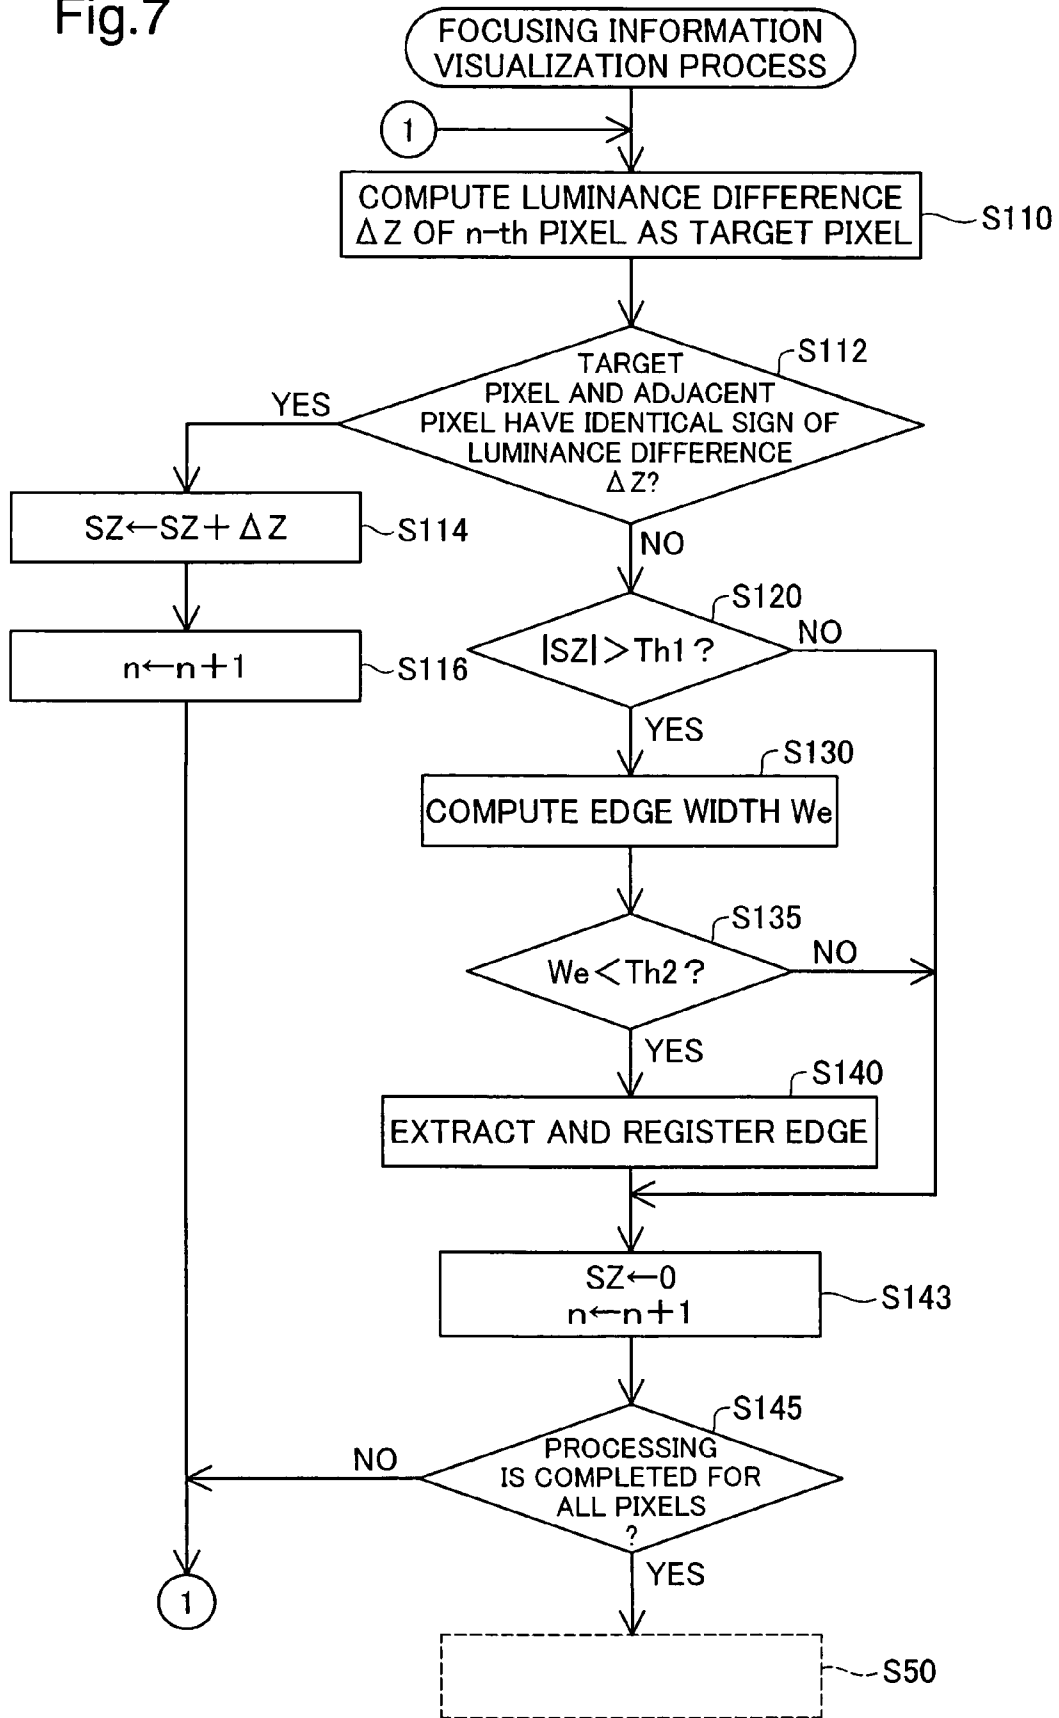 Fig.7
FOCUSING INFORMATION
VISUALIZATION PROCESS
1
COMPUTE LUMINANCE DIFFERENCE
ΔZ OF n-th PIXEL AS TARGET PIXEL
S110
S112
TARGET
PIXEL AND ADJACENT
PIXEL HAVE IDENTICAL SIGN OF
LUMINANCE DIFFERENCE
ΔZ?
YES
SZ←SZ+ΔZ
S114
NO
n←n+1
S116
S120
|SZ|>Th1?
NO
YES
S130
COMPUTE EDGE WIDTH We
S135
We<Th2?
NO
YES
S140
EXTRACT AND REGISTER EDGE
SZ←0
n←n+1
S143
S145
PROCESSING
IS COMPLETED FOR
ALL PIXELS
?
NO
YES
1
S50